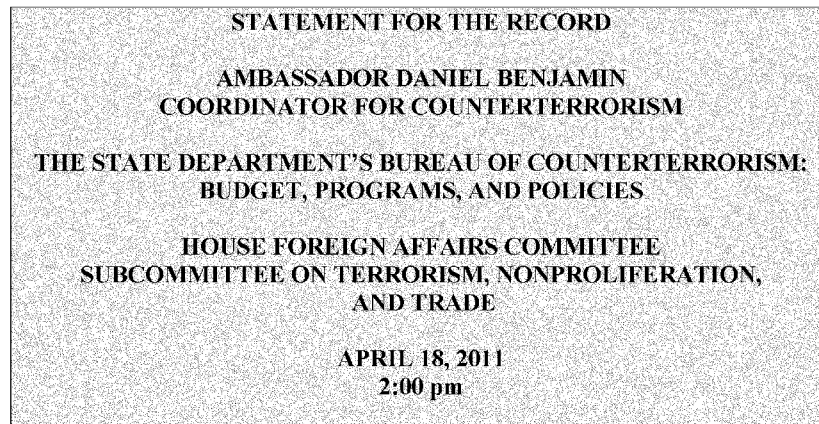 STATEMENT FOR THE RECORD
AMBASSADOR DANIEL BENJAMIN
COORDINATOR FOR COUNTERTERRORISM
THE STATE DEPARTMENT'S BUREAU OF COUNTERTERRORISM:
BUDGET, PROGRAMS, AND POLICIES
HOUSE FOREIGN AFFAIRS COMMITTEE
SUBCOMMITTEE ON TERRORISM, NONPROLIFERATION,
AND TRADE
APRIL 18, 2011
2:00 pm